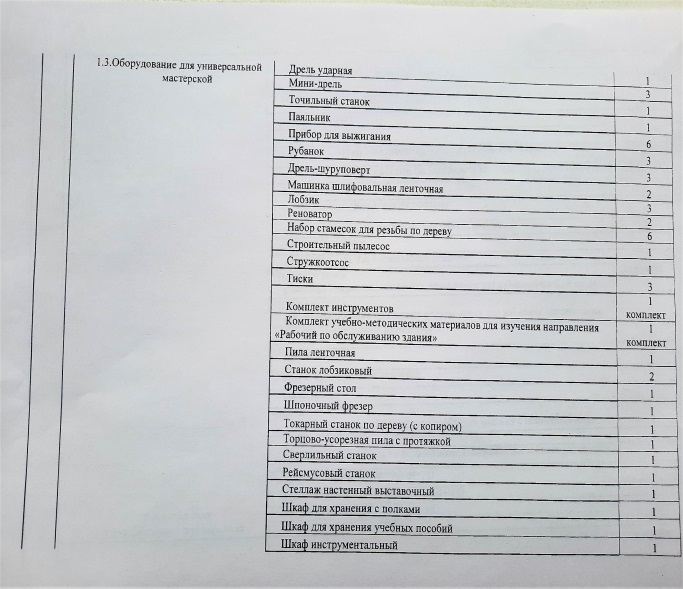 1.3.Оборудование для универсальной
мастерской
Дрель ударная 1
Мини-дрель 3
Точильный станок 1
Паяльник 1
Прибор для выжигания 6
Рубанок 3
Дрель-шуруповерт 3
Машинка шлифовальная ленточная 2
Лобзик 3
Реноватор 2
Набор стамесок для резьбы по дереву 6
Строительный пылесос 1
Стружкоотсос 1
Тиски 3
Комплект инструментов 1
комплект
Комплект учебно-методических материалов для изучения направления 1
«Рабочий по обслуживанию здания» комплект
Пила ленточная 1
Станок лобзиковый 2
Фрезерный стол 1
Шпоночный фрезер 1
Токарный станок по дереву (с копиром) 1
Торцово-усорезная пила с протяжкой 1
Сверлильный станок 1
Рейсмусовый станок 1
Стеллаж настенный выставочный 1
Шкаф для хранения с полками 1
Шкаф для хранения учебных пособий 1
Шкаф инструментальный 1